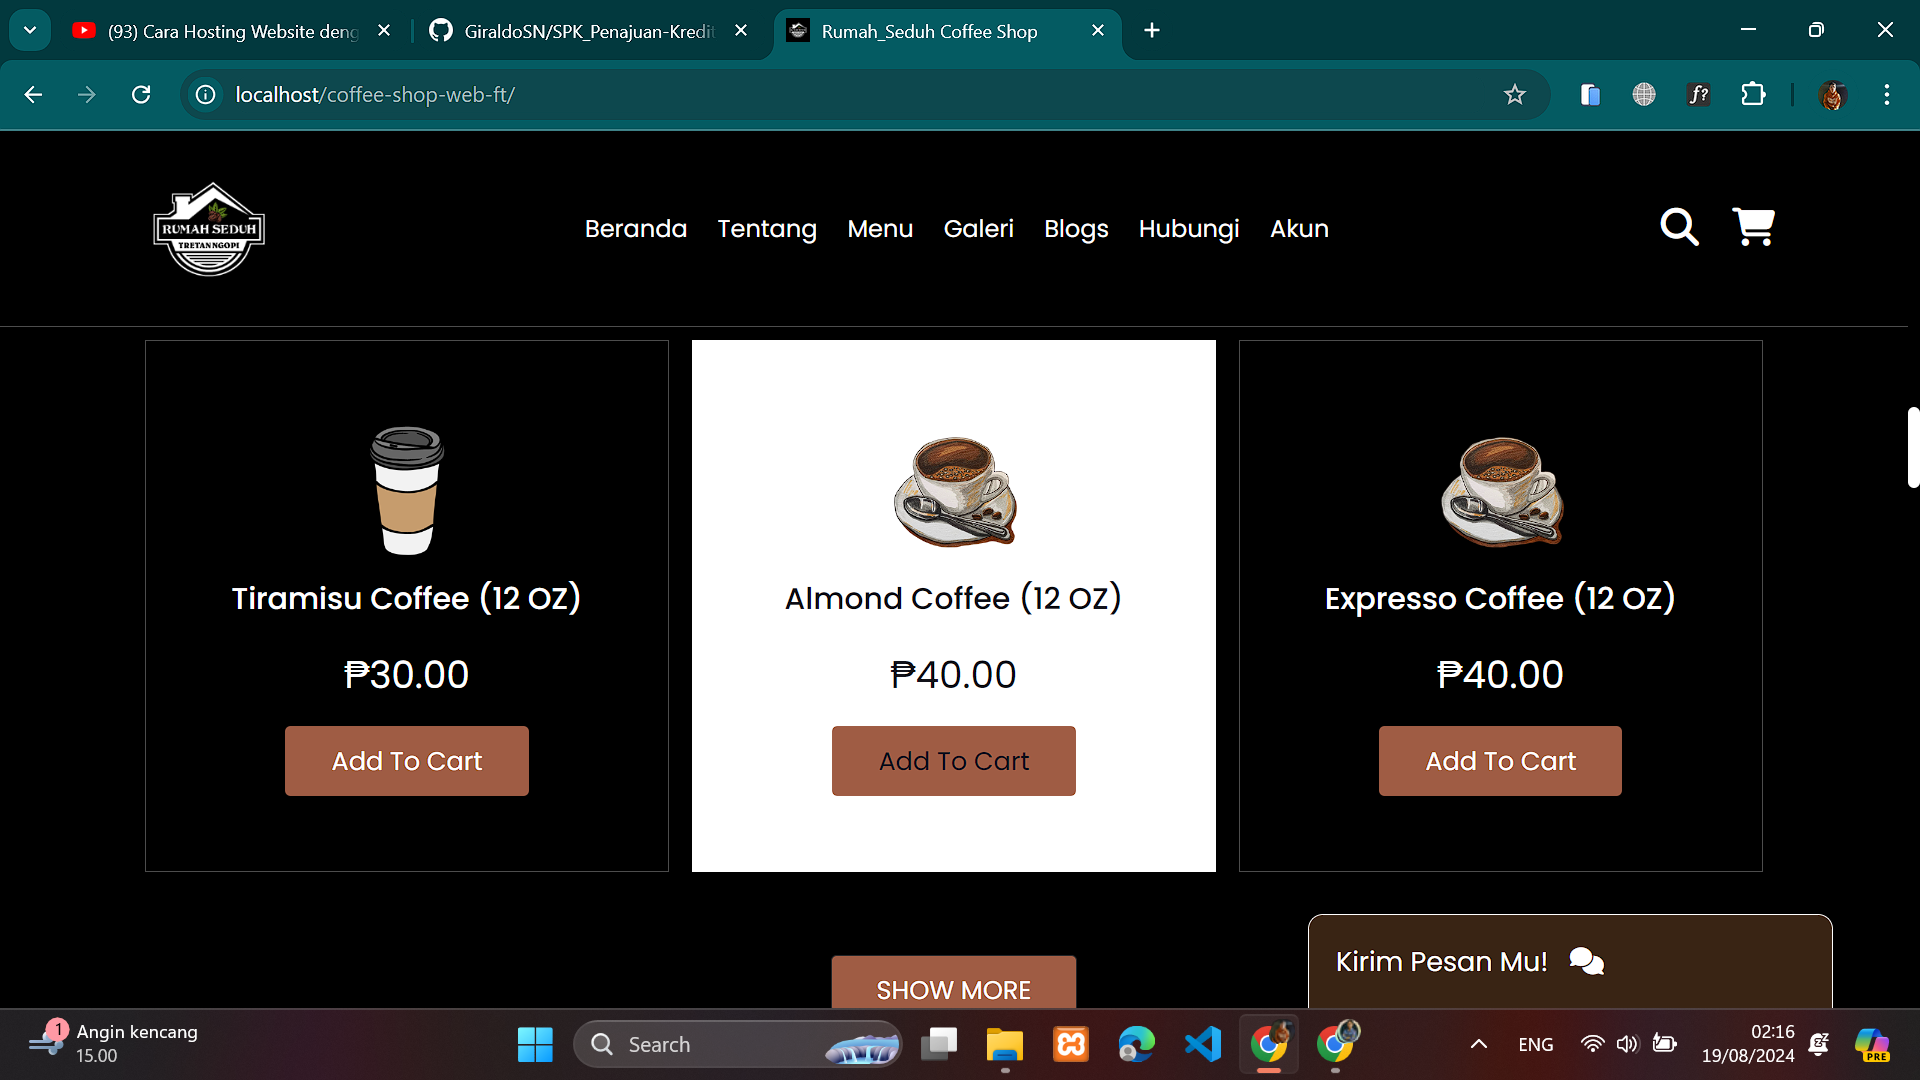 (93) Cara Hosting Website deng
GiraldoSN/SPK_Penajuan-Kredit
Rumah_Seduh Coffee Shop
localhost/coffee-shop-web-ft/
f?
RUMAH SEDUH
TRETAN NGOPI
Beranda Tentang Menu Galeri Blogs Hubungi Akun
Tiramisu Coffee (12 OZ)
₱30.00
Add To Cart
Almond Coffee (12 OZ)
₱40.00
Add To Cart
Expresso Coffee (12 OZ)
₱40.00
Add To Cart
SHOW MORE
Kirim Pesan Mu!
1
Angin kencang
15.00
Search
ENG
02:16
19/08/2024
PRE